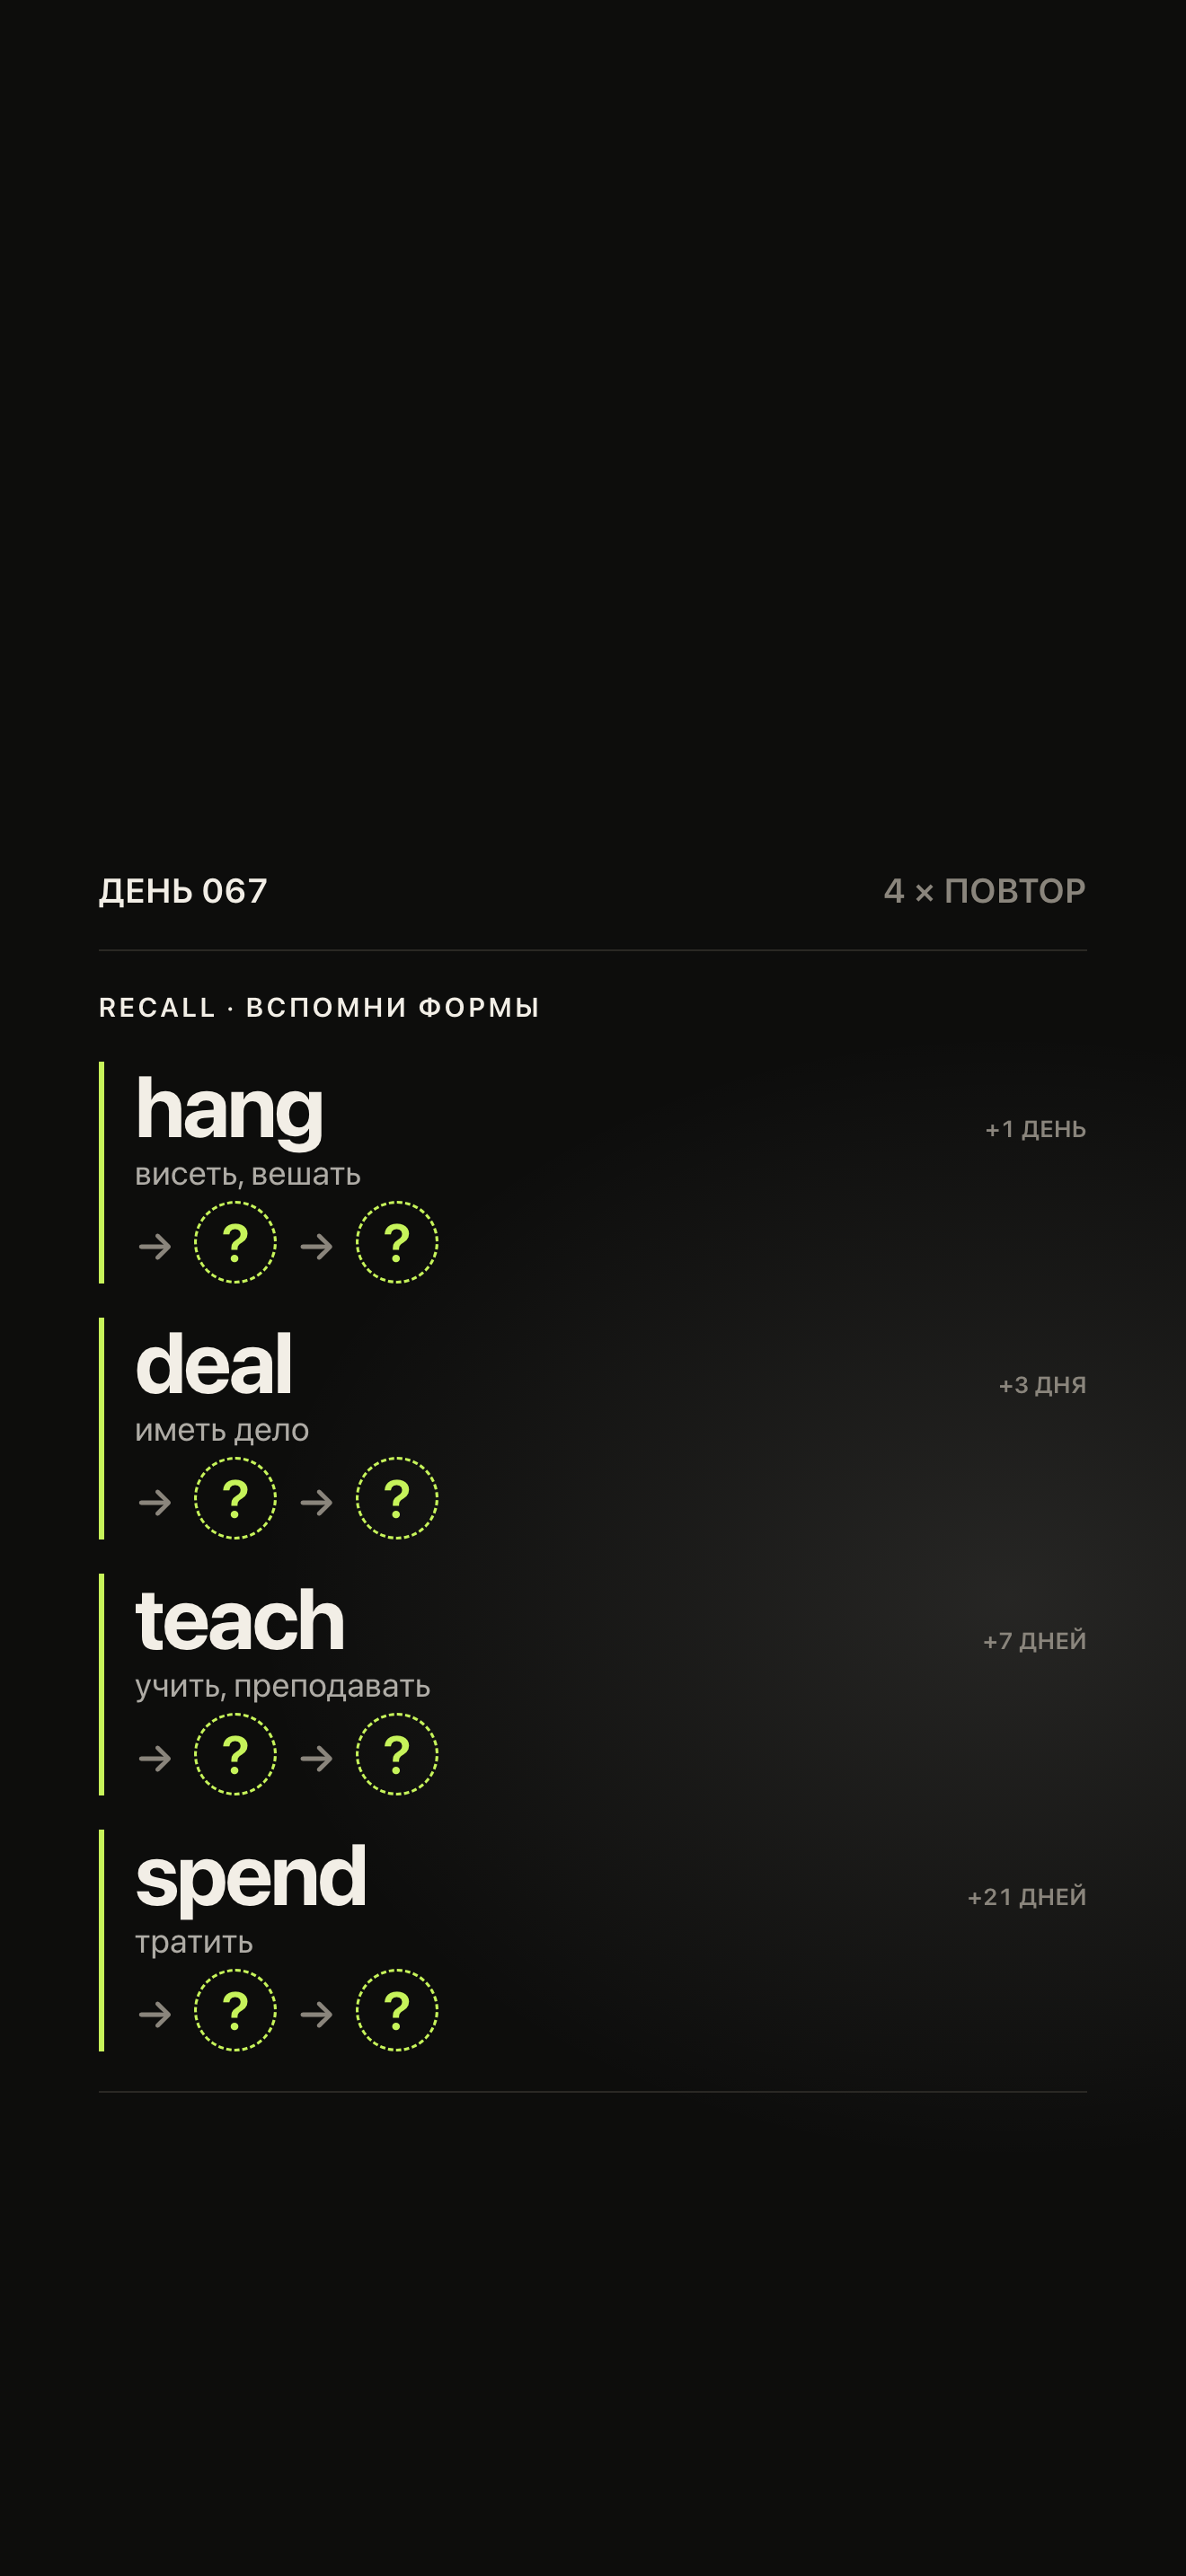 ДЕНЬ 067
4 × ПОВТОР
RECALL · ВСПОМНИ ФОРМЫ
hang
+1 ДЕНЬ
висеть, вешать
→ ? → ?
deal
+3 ДНЯ
иметь дело
→ ? → ?
teach
+7 ДНЕЙ
учить, преподавать
→ ? → ?
spend
+21 ДНЕЙ
тратить
→ ? → ?